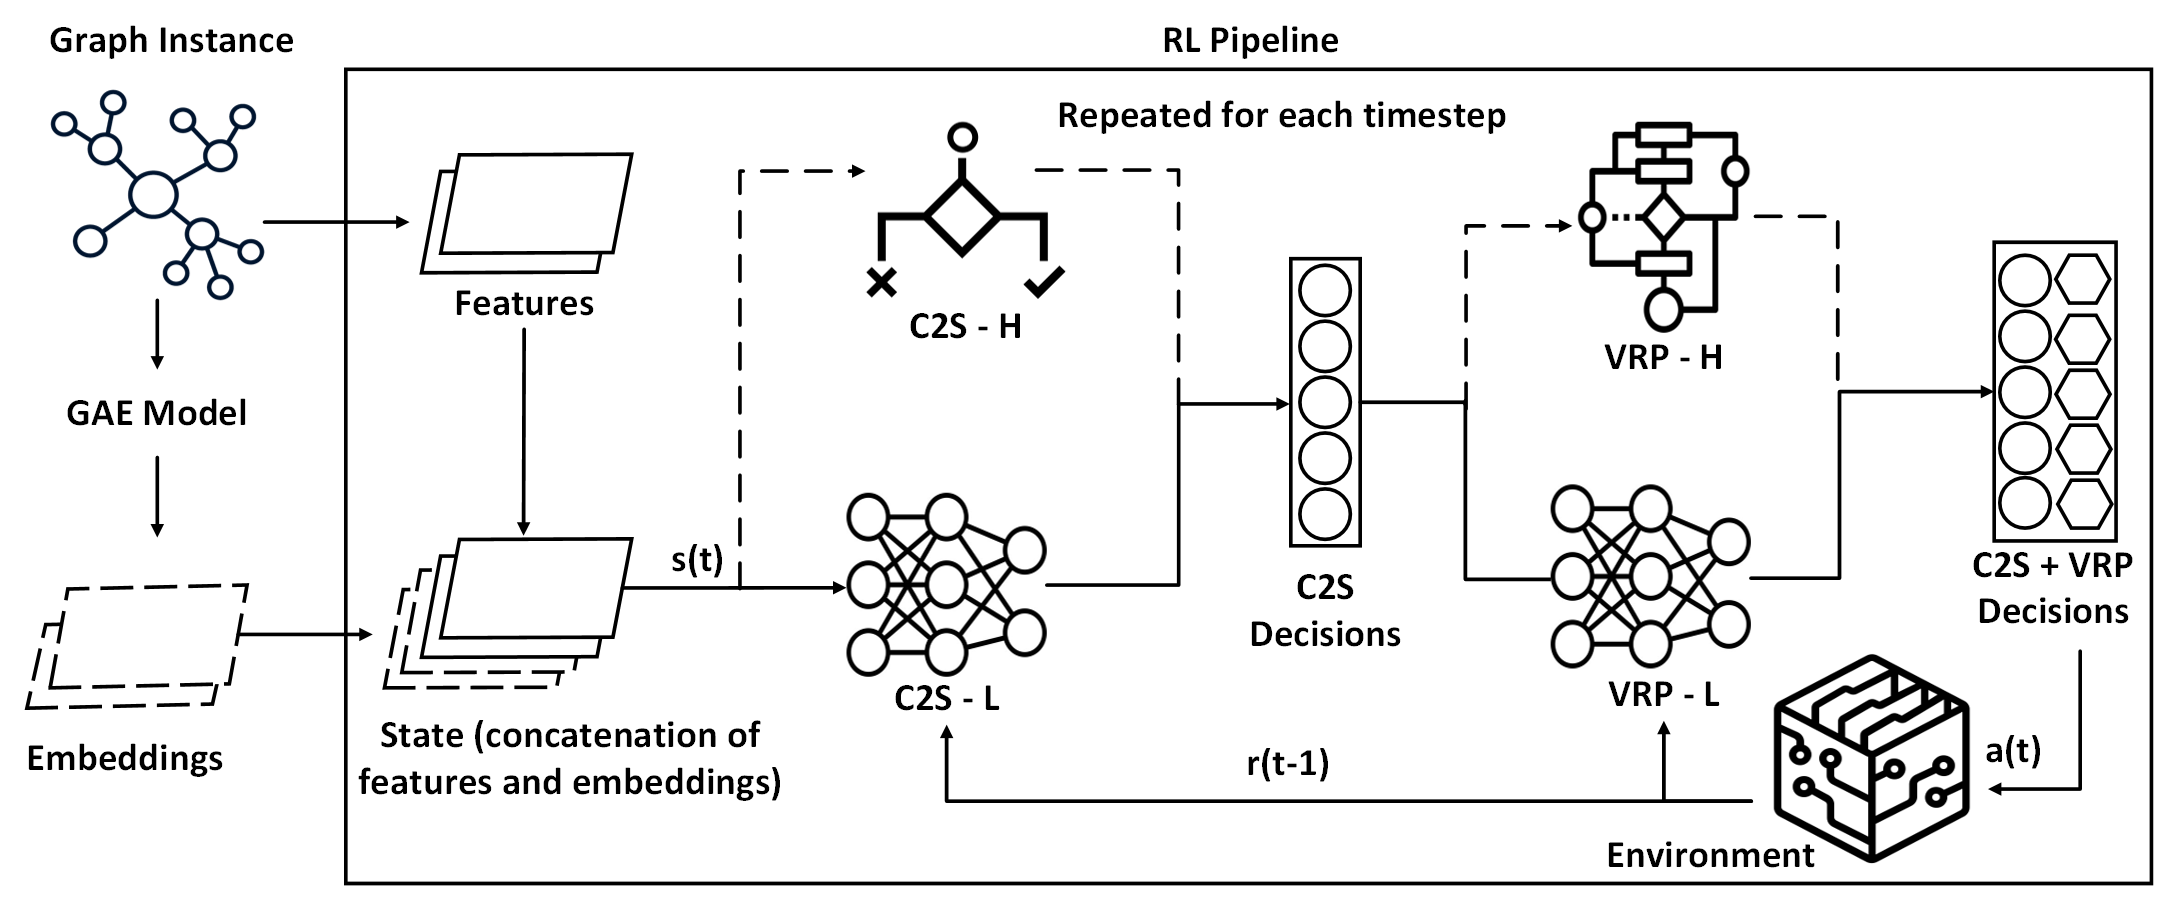 Graph Instance
RL Pipeline
Repeated for each timestep
Features
C2S - H
VRP - H
GAE Model
s(t)
C2S
Decisions
C2S + VRP
Decisions
C2S - L
VRP - L
State (concatenation of
features and embeddings)
Embeddings
r(t-1)
a(t)
Environment